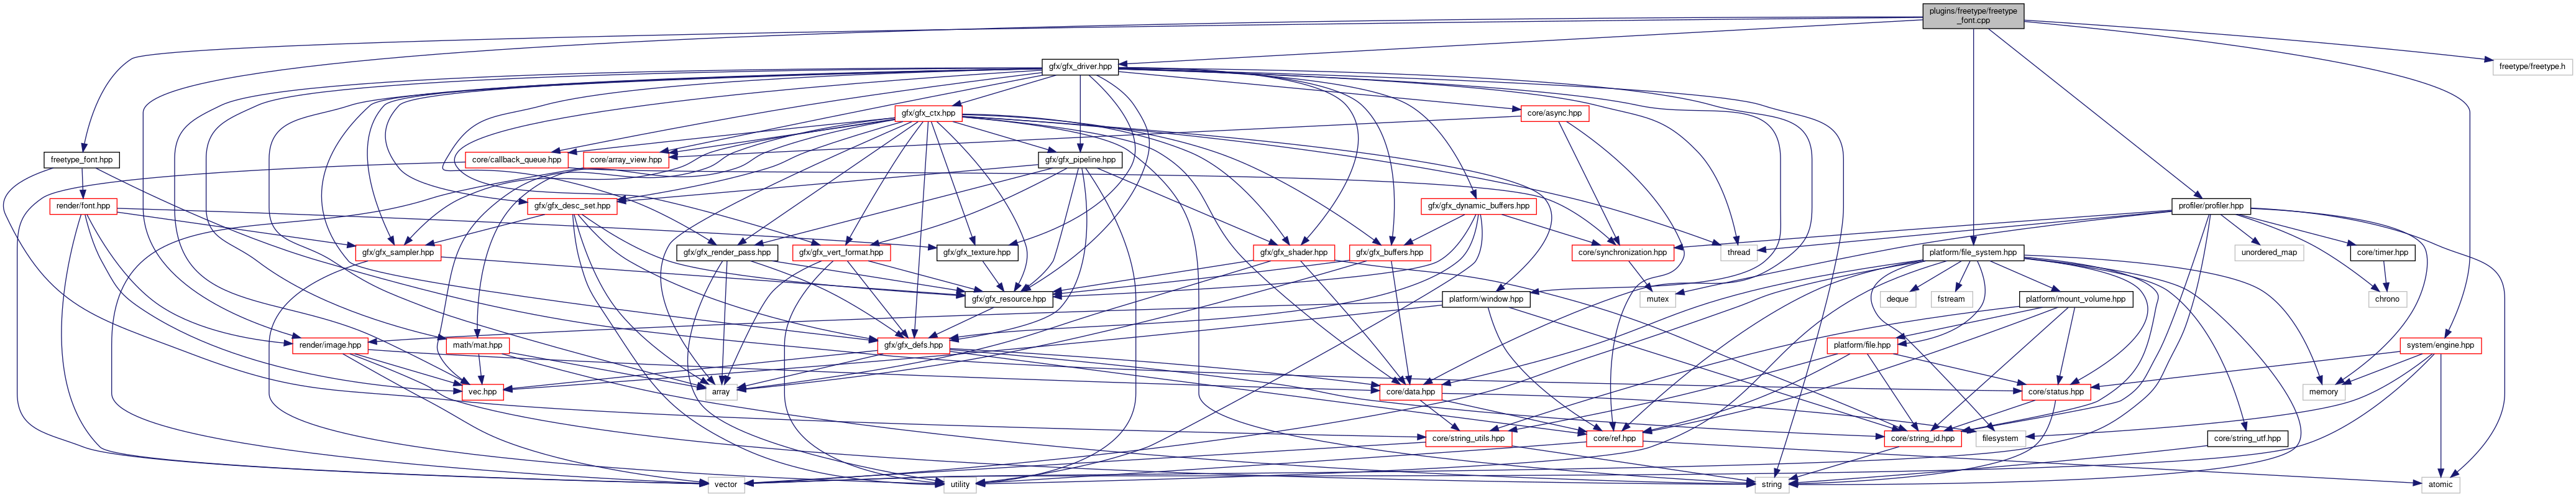 plugins/freetype/freetype
_font.cpp
gfx/gfx_driver.hpp
freetype/freetype.h
gfx/gfx_ctx.hpp
core/async.hpp
freetype_font.hpp
core/callback_queue.hpp
core/array_view.hpp
gfx/gfx_pipeline.hpp
render/font.hpp
gfx/gfx_desc_set.hpp
gfx/gfx_dynamic_buffers.hpp
profiler/profiler.hpp
gfx/gfx_sampler.hpp
gfx/gfx_render_pass.hpp
gfx/gfx_vert_format.hpp
gfx/gfx_texture.hpp
gfx/gfx_shader.hpp
gfx/gfx_buffers.hpp
core/synchronization.hpp
thread
platform/file_system.hpp
unordered_map
core/timer.hpp
gfx/gfx_resource.hpp
platform/window.hpp
mutex
deque
fstream
platform/mount_volume.hpp
chrono
render/image.hpp
math/mat.hpp
gfx/gfx_defs.hpp
platform/file.hpp
system/engine.hpp
vec.hpp
array
core/data.hpp
core/status.hpp
memory
core/string_utils.hpp
core/ref.hpp
core/string_id.hpp
filesystem
core/string_utf.hpp
vector
utility
string
atomic